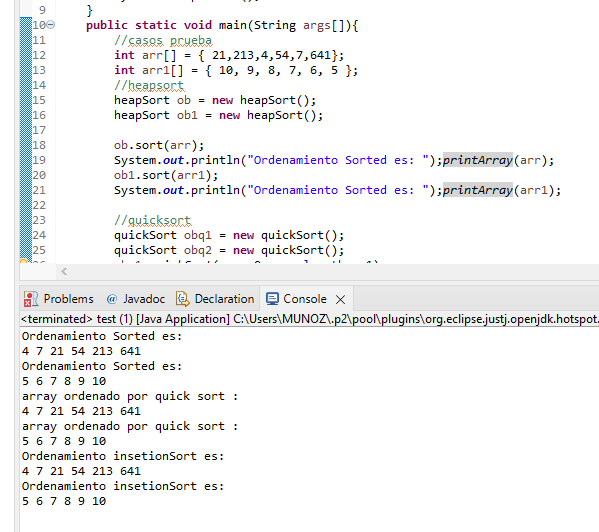 9 }
10 public static void main(String args[]){
11 //casos prueba
12 int arr[] = { 21,213,4,54,7,641};
13 int arr1[] = { 10, 9, 8, 7, 6, 5 };
14 //heapsort
15 heapSort ob = new heapSort();
16 heapSort ob1 = new heapSort();
17
18 ob.sort(arr);
19 System.out.println("Ordenamiento Sorted es: ");printArray(arr);
20 ob1.sort(arr1);
21 System.out.println("Ordenamiento Sorted es: ");printArray(arr1);
22
23 //quicksort
24 quickSort obq1 = new quickSort();
25 quickSort obq2 = new quickSort();
Problems @ Javadoc Declaration Console
<terminated> test (1) [Java Application] C:\Users\MUNOZ\.p2\pool\plugins\org.eclipse.justj.openjdk.hotspot.
Ordenamiento Sorted es:
4 7 21 54 213 641
Ordenamiento Sorted es:
5 6 7 8 9 10
array ordenado por quick sort :
4 7 21 54 213 641
array ordenado por quick sort :
5 6 7 8 9 10
Ordenamiento insetionSort es:
4 7 21 54 213 641
Ordenamiento insetionSort es:
5 6 7 8 9 10